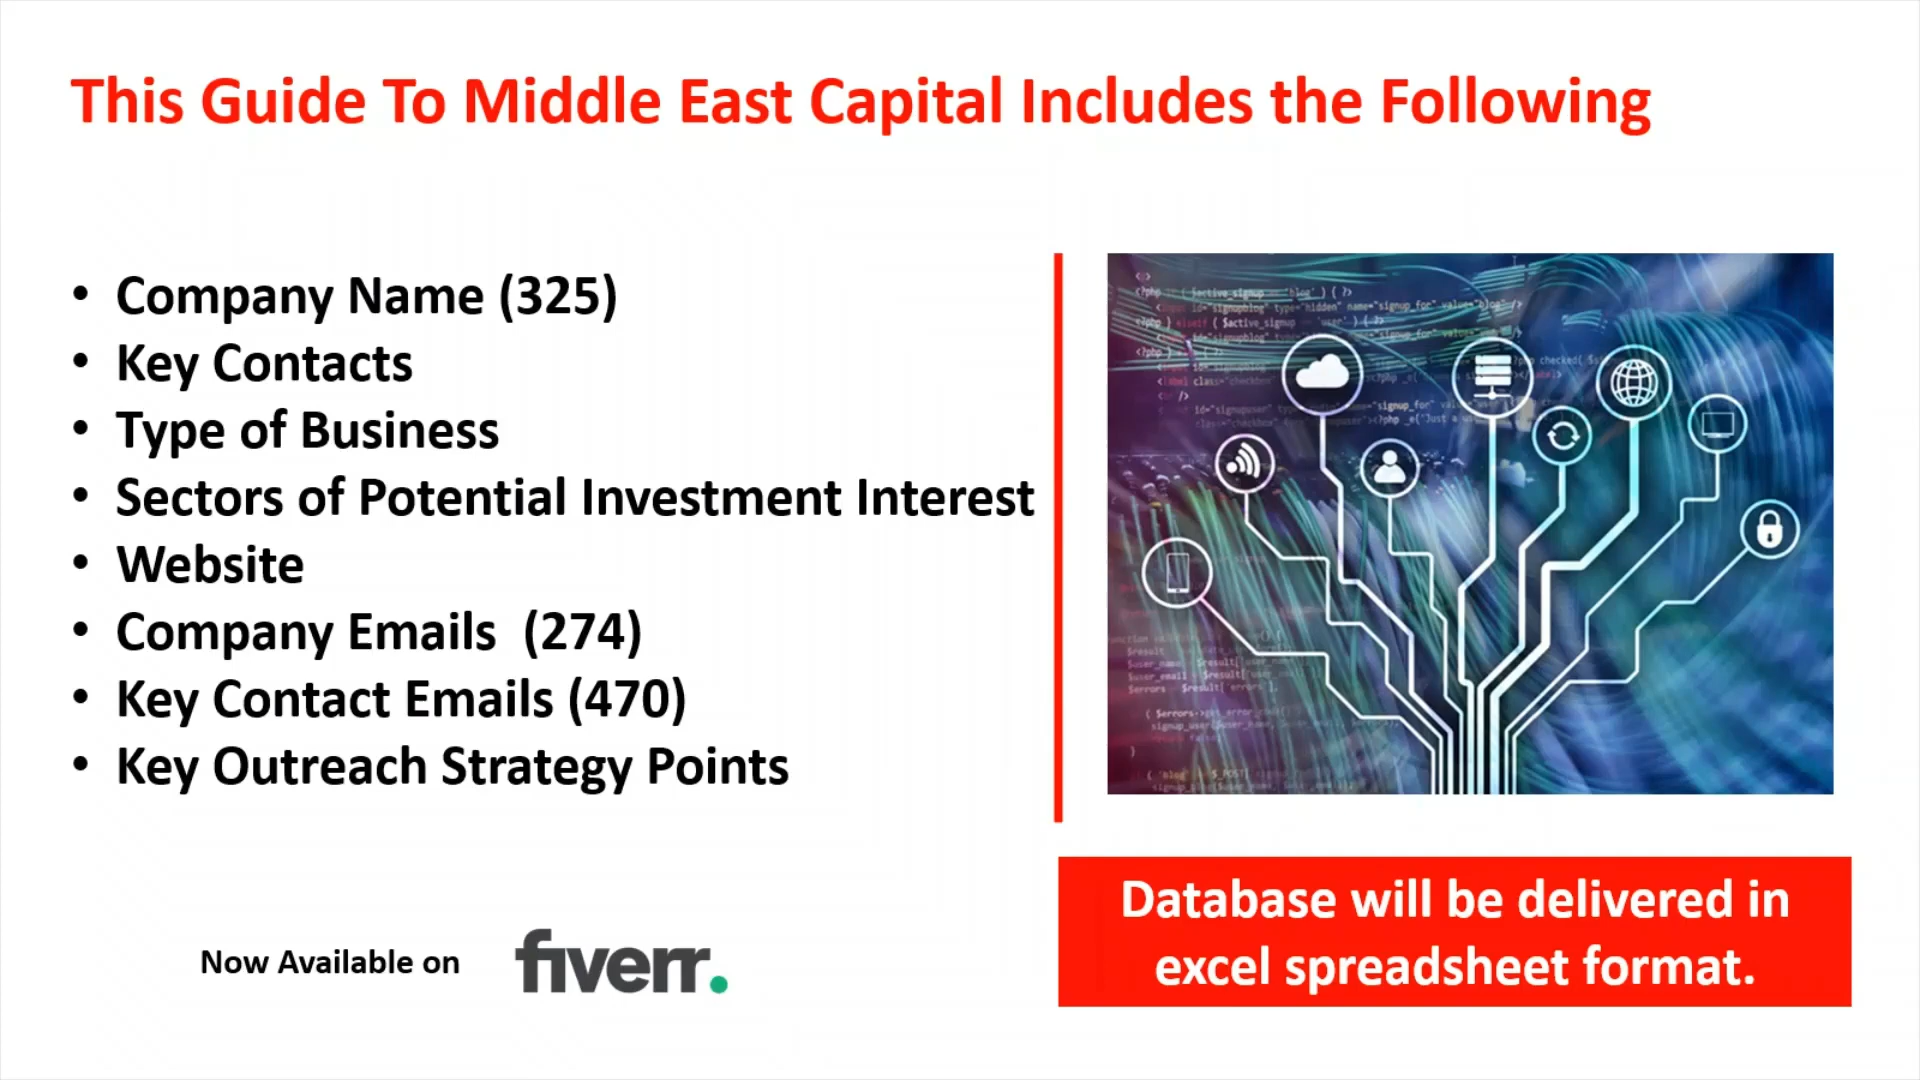 This Guide To Middle East Capital Includes the Following
• Company Name (325)
• Key Contacts
• Type of Business
• Sectors of Potential Investment Interest
• Website
• Company Emails  (274)
• Key Contact Emails (470)
• Key Outreach Strategy Points
Now Available on
fiverr.
Database will be delivered in
excel spreadsheet format.